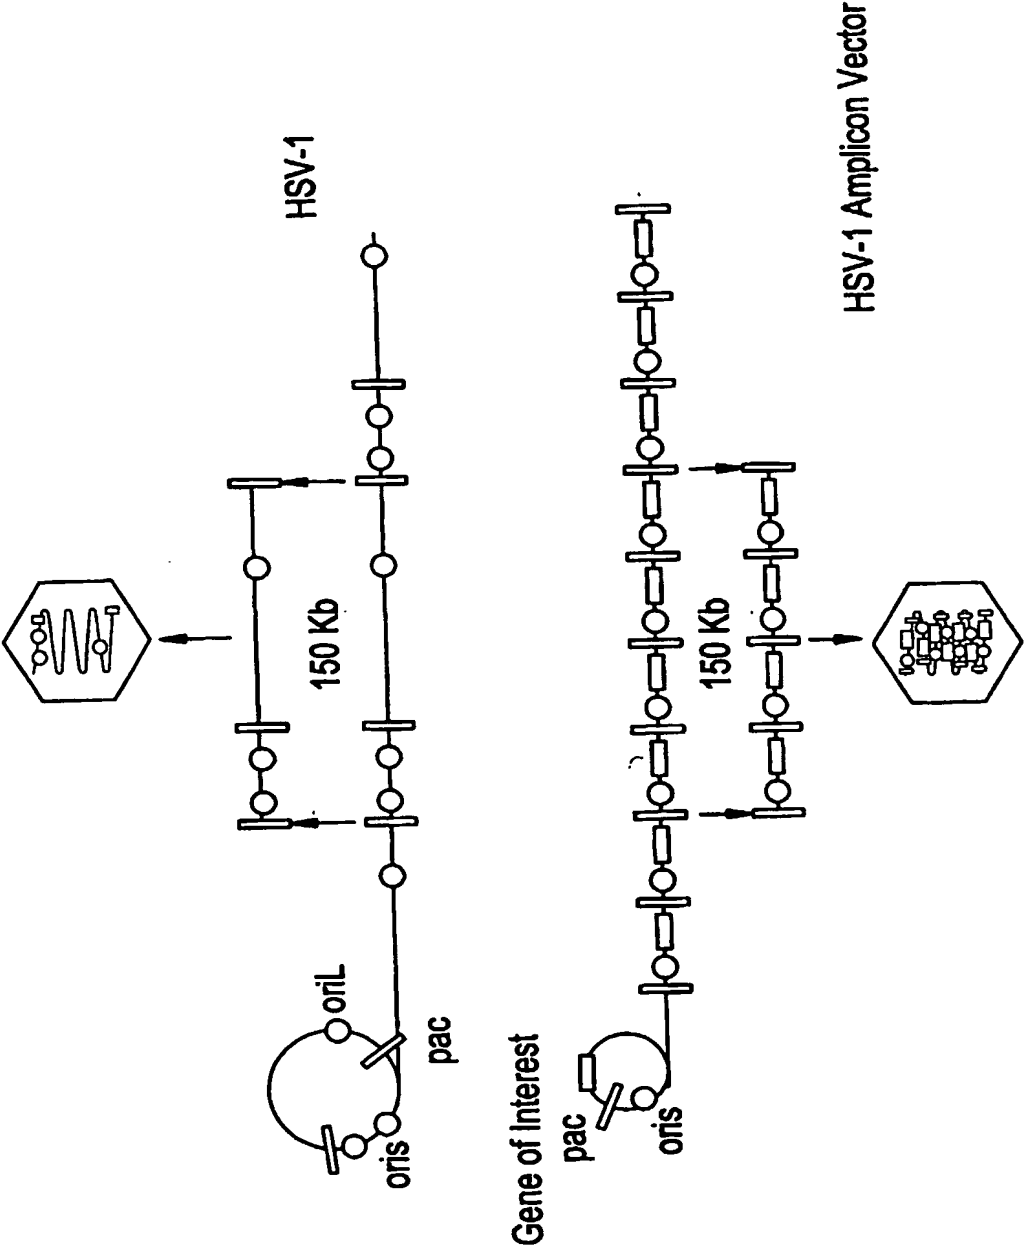 HSV-1
oriL
pac
oris
150 Kb
Gene of Interest
pac
oris
150 Kb
HSV-1 Amplicon Vector